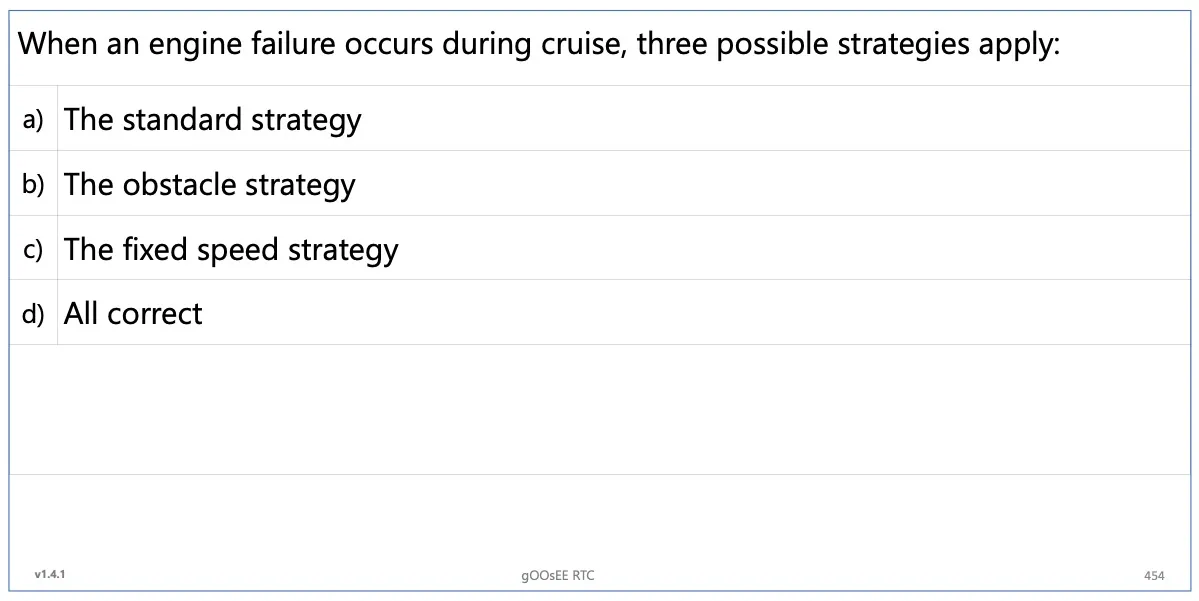 When an engine failure occurs during cruise, three possible strategies apply:
a) The standard strategy
b) The obstacle strategy
c) The fixed speed strategy
d) All correct
v1.4.1 gOOsEE RTC 454